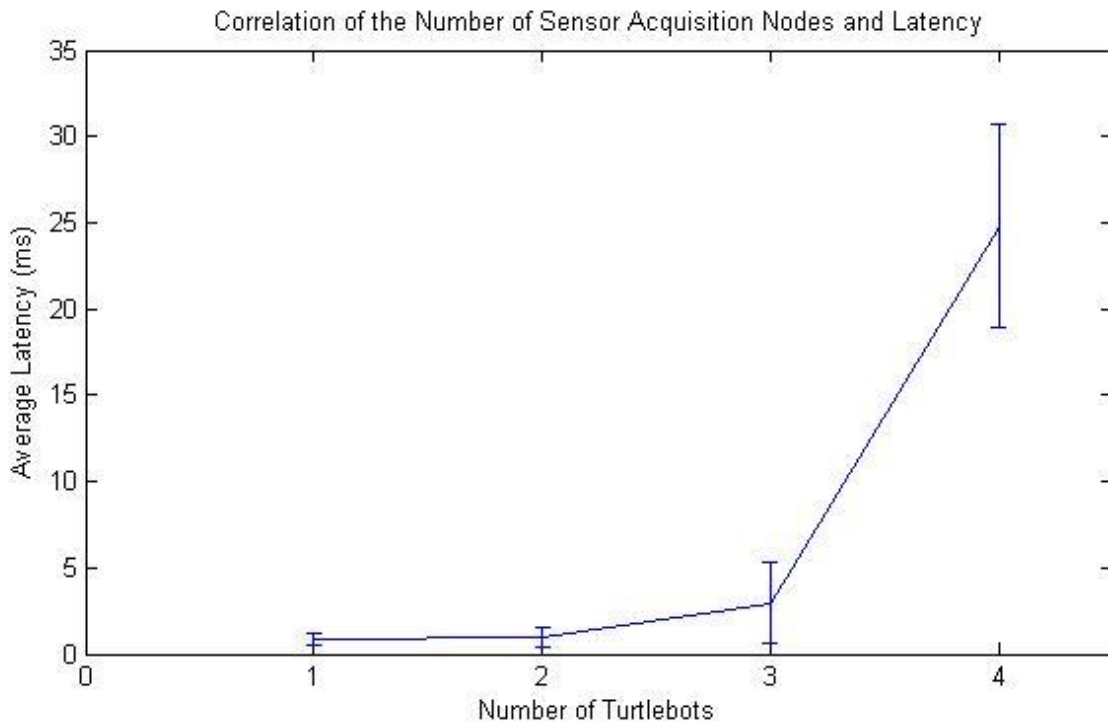 Correlation of the Number of Sensor Acquisition Nodes and Latency
35
30
25
20
15
10
5
0
Average Latency (ms)
0 1 2 3 4
Number of Turtlebots